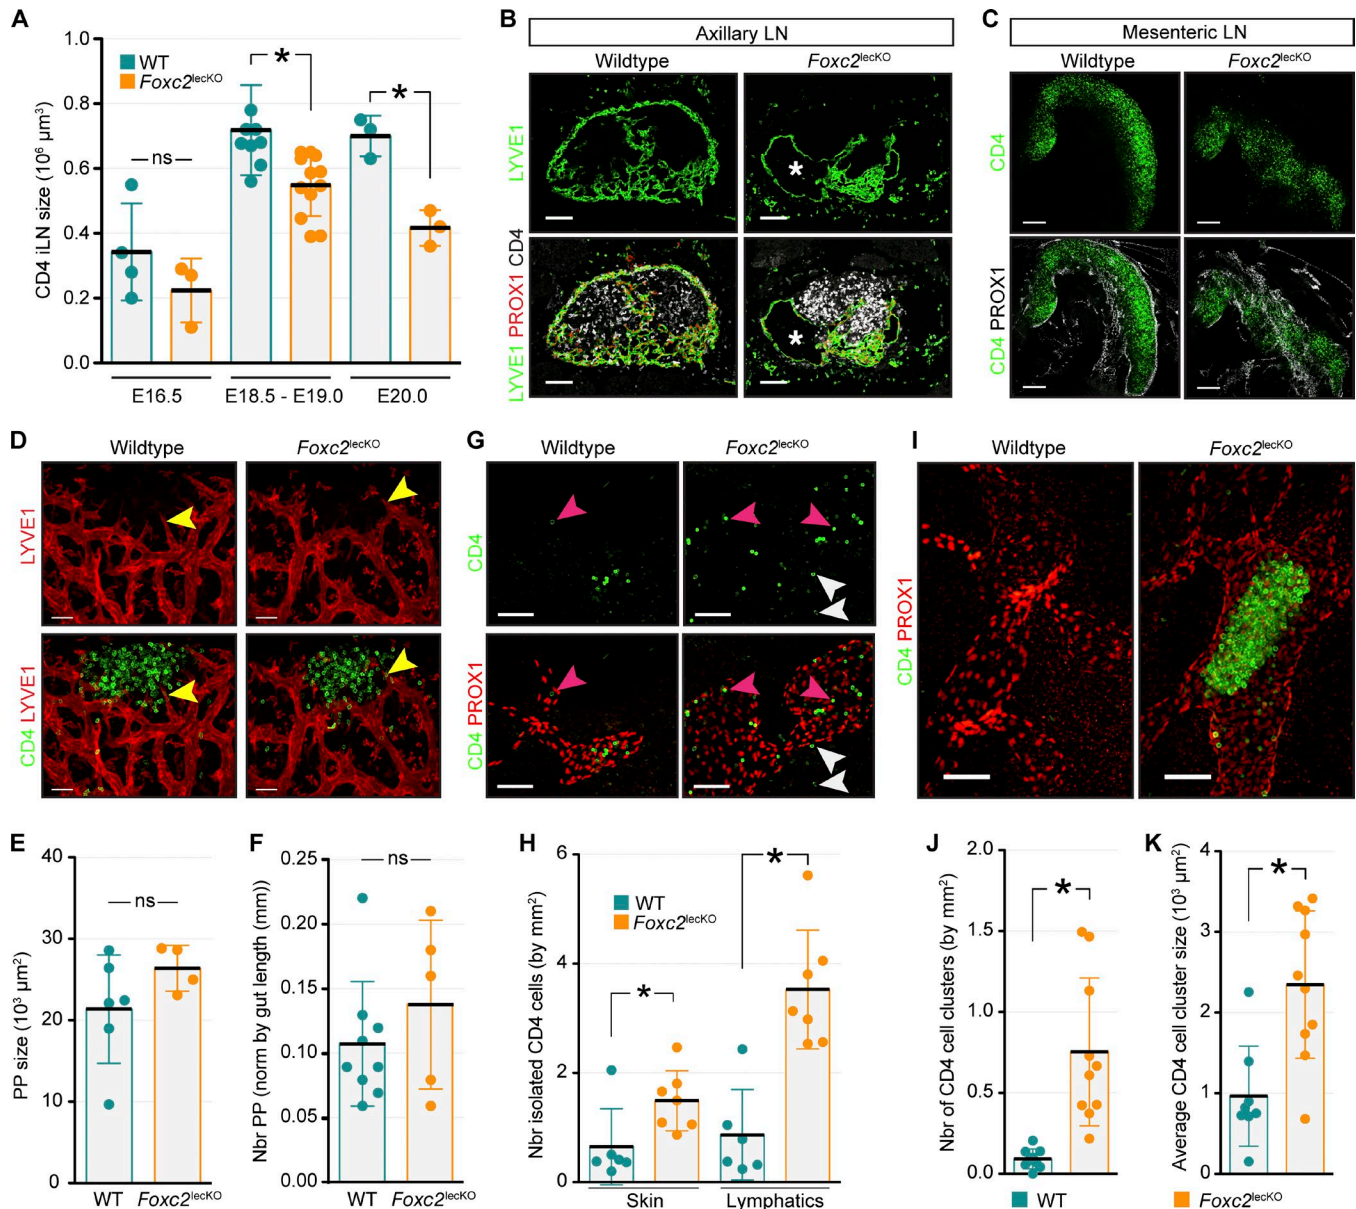 A
1.0
0.8
0.6
0.4
0.2
0.0
CD4 iLN size (10⁶ µm³)
WT
Foxc2ˡᵉᶜᴷᴼ
ns
*
*
E16.5
E18.5 - E19.0
E20.0
B
Axillary LN
Wildtype
Foxc2ˡᵉᶜᴷᴼ
LYVE1
*
LYVE1 PROX1 CD4
*
C
Mesenteric LN
Wildtype
Foxc2ˡᵉᶜᴷᴼ
CD4
CD4 PROX1
D
Wildtype
Foxc2ˡᵉᶜᴷᴼ
LYVE1
CD4 LYVE1
G
Wildtype
Foxc2ˡᵉᶜᴷᴼ
CD4
CD4 PROX1
I
Wildtype
Foxc2ˡᵉᶜᴷᴼ
CD4 PROX1
E
40
30
20
10
0
PP size (10³ µm²)
ns
WT
Foxc2ˡᵉᶜᴷᴼ
F
0.25
0.20
0.15
0.10
0.05
0.00
Nbr PP (norm by gut length (mm))
ns
WT
Foxc2ˡᵉᶜᴷᴼ
H
6
4
2
0
Nbr isolated CD4 cells (by mm²)
WT
Foxc2ˡᵉᶜᴷᴼ
*
*
Skin
Lymphatics
J
2.0
1.5
1.0
0.5
0.0
Nbr of CD4 cell clusters (by mm²)
*
K
4
3
2
1
0
Average CD4 cell cluster size (10³ µm²)
*
WT
Foxc2ˡᵉᶜᴷᴼ